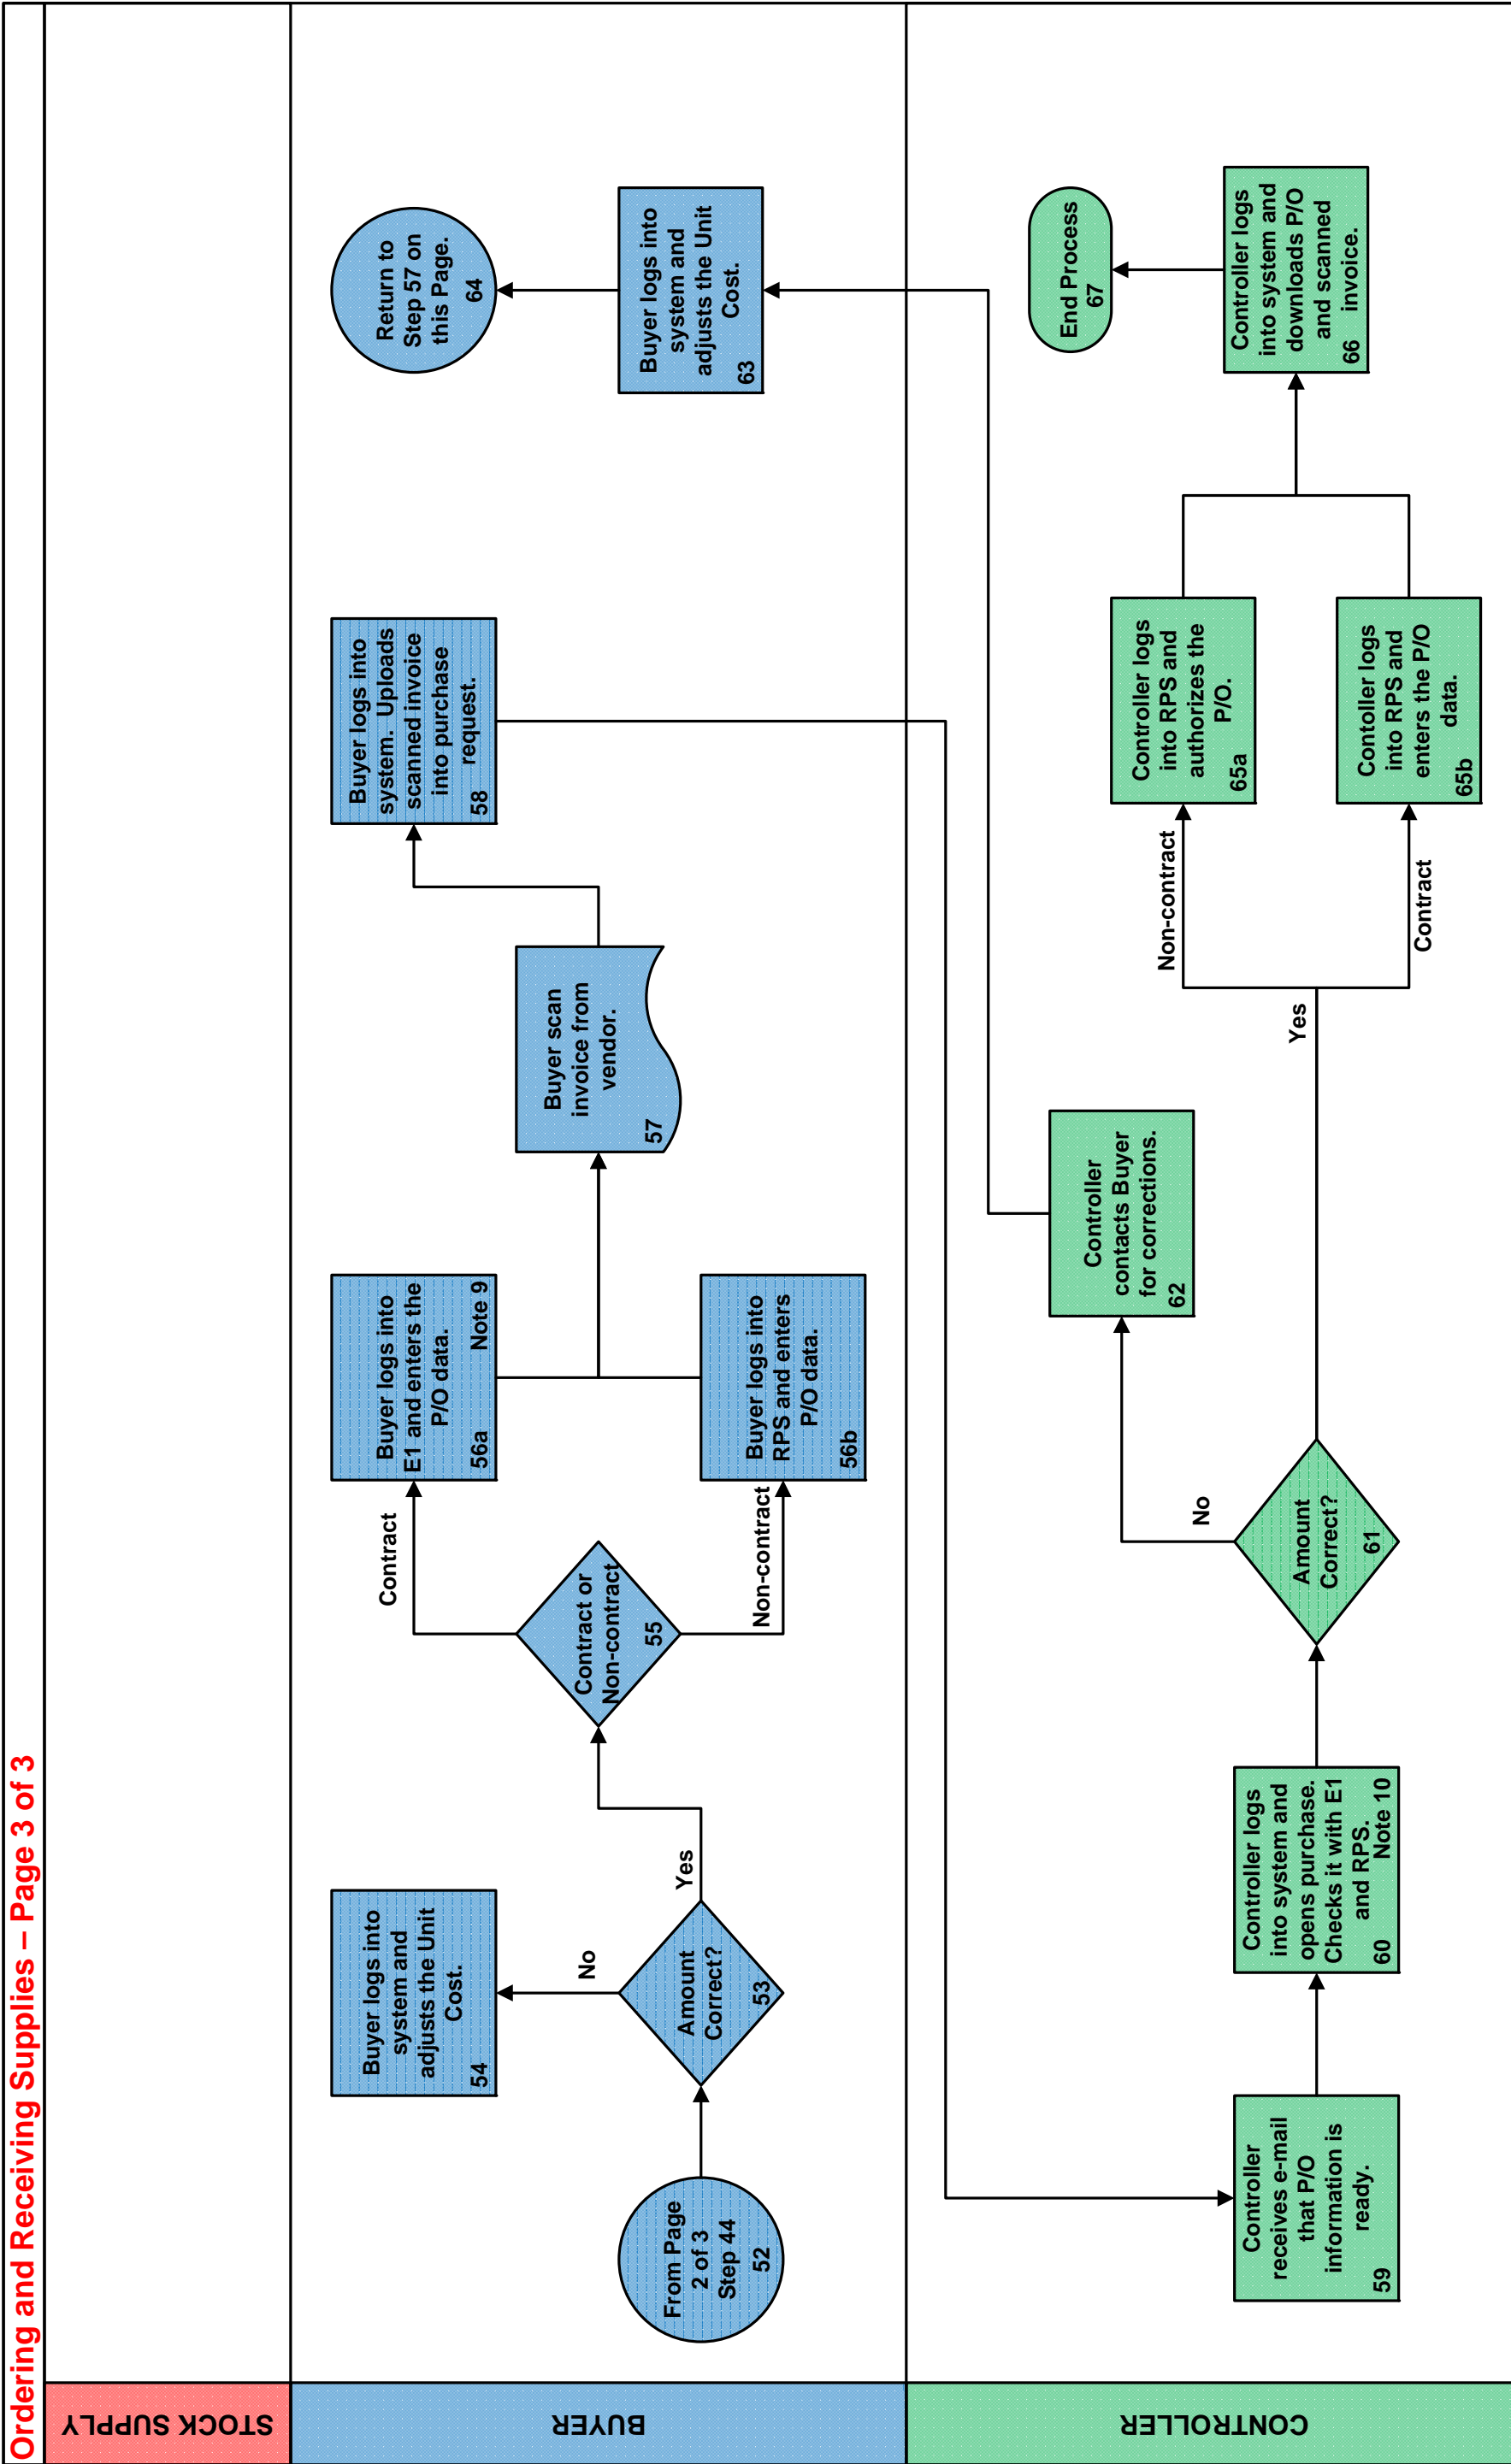 Ordering and Receiving Supplies – Page 3 of 3
STOCK SUPPLY
BUYER
From Page
2 of 3
Step 44
52
Amount
Correct?
53
No
Yes
Buyer logs into
system and
adjusts the Unit
Cost.
54
Contract or
Non-contract
55
Contract
Non-contract
Buyer logs into
E1 and enters the
P/O data.
56a Note 9
Buyer logs into
RPS and enters
P/O data.
56b
Buyer scan
invoice from
vendor.
57
Buyer logs into
system. Uploads
scanned invoice
into purchase
request.
58
Buyer logs into
system and
adjusts the Unit
Cost.
63
Return to
Step 57 on
this Page.
64
CONTROLLER
Controller
receives e-mail
that P/O
information is
ready.
59
Controller logs
into system and
opens purchase.
Checks it with E1
and RPS.
60 Note 10
Amount
Correct?
61
No
Yes
Controller
contacts Buyer
for corrections.
62
Non-contract
Contract
Controller logs
into RPS and
authorizes the
P/O.
65a
Contoller logs
into RPS and
enters the P/O
data.
65b
Controller logs
into system and
downloads P/O
and scanned
invoice.
66
End Process
67